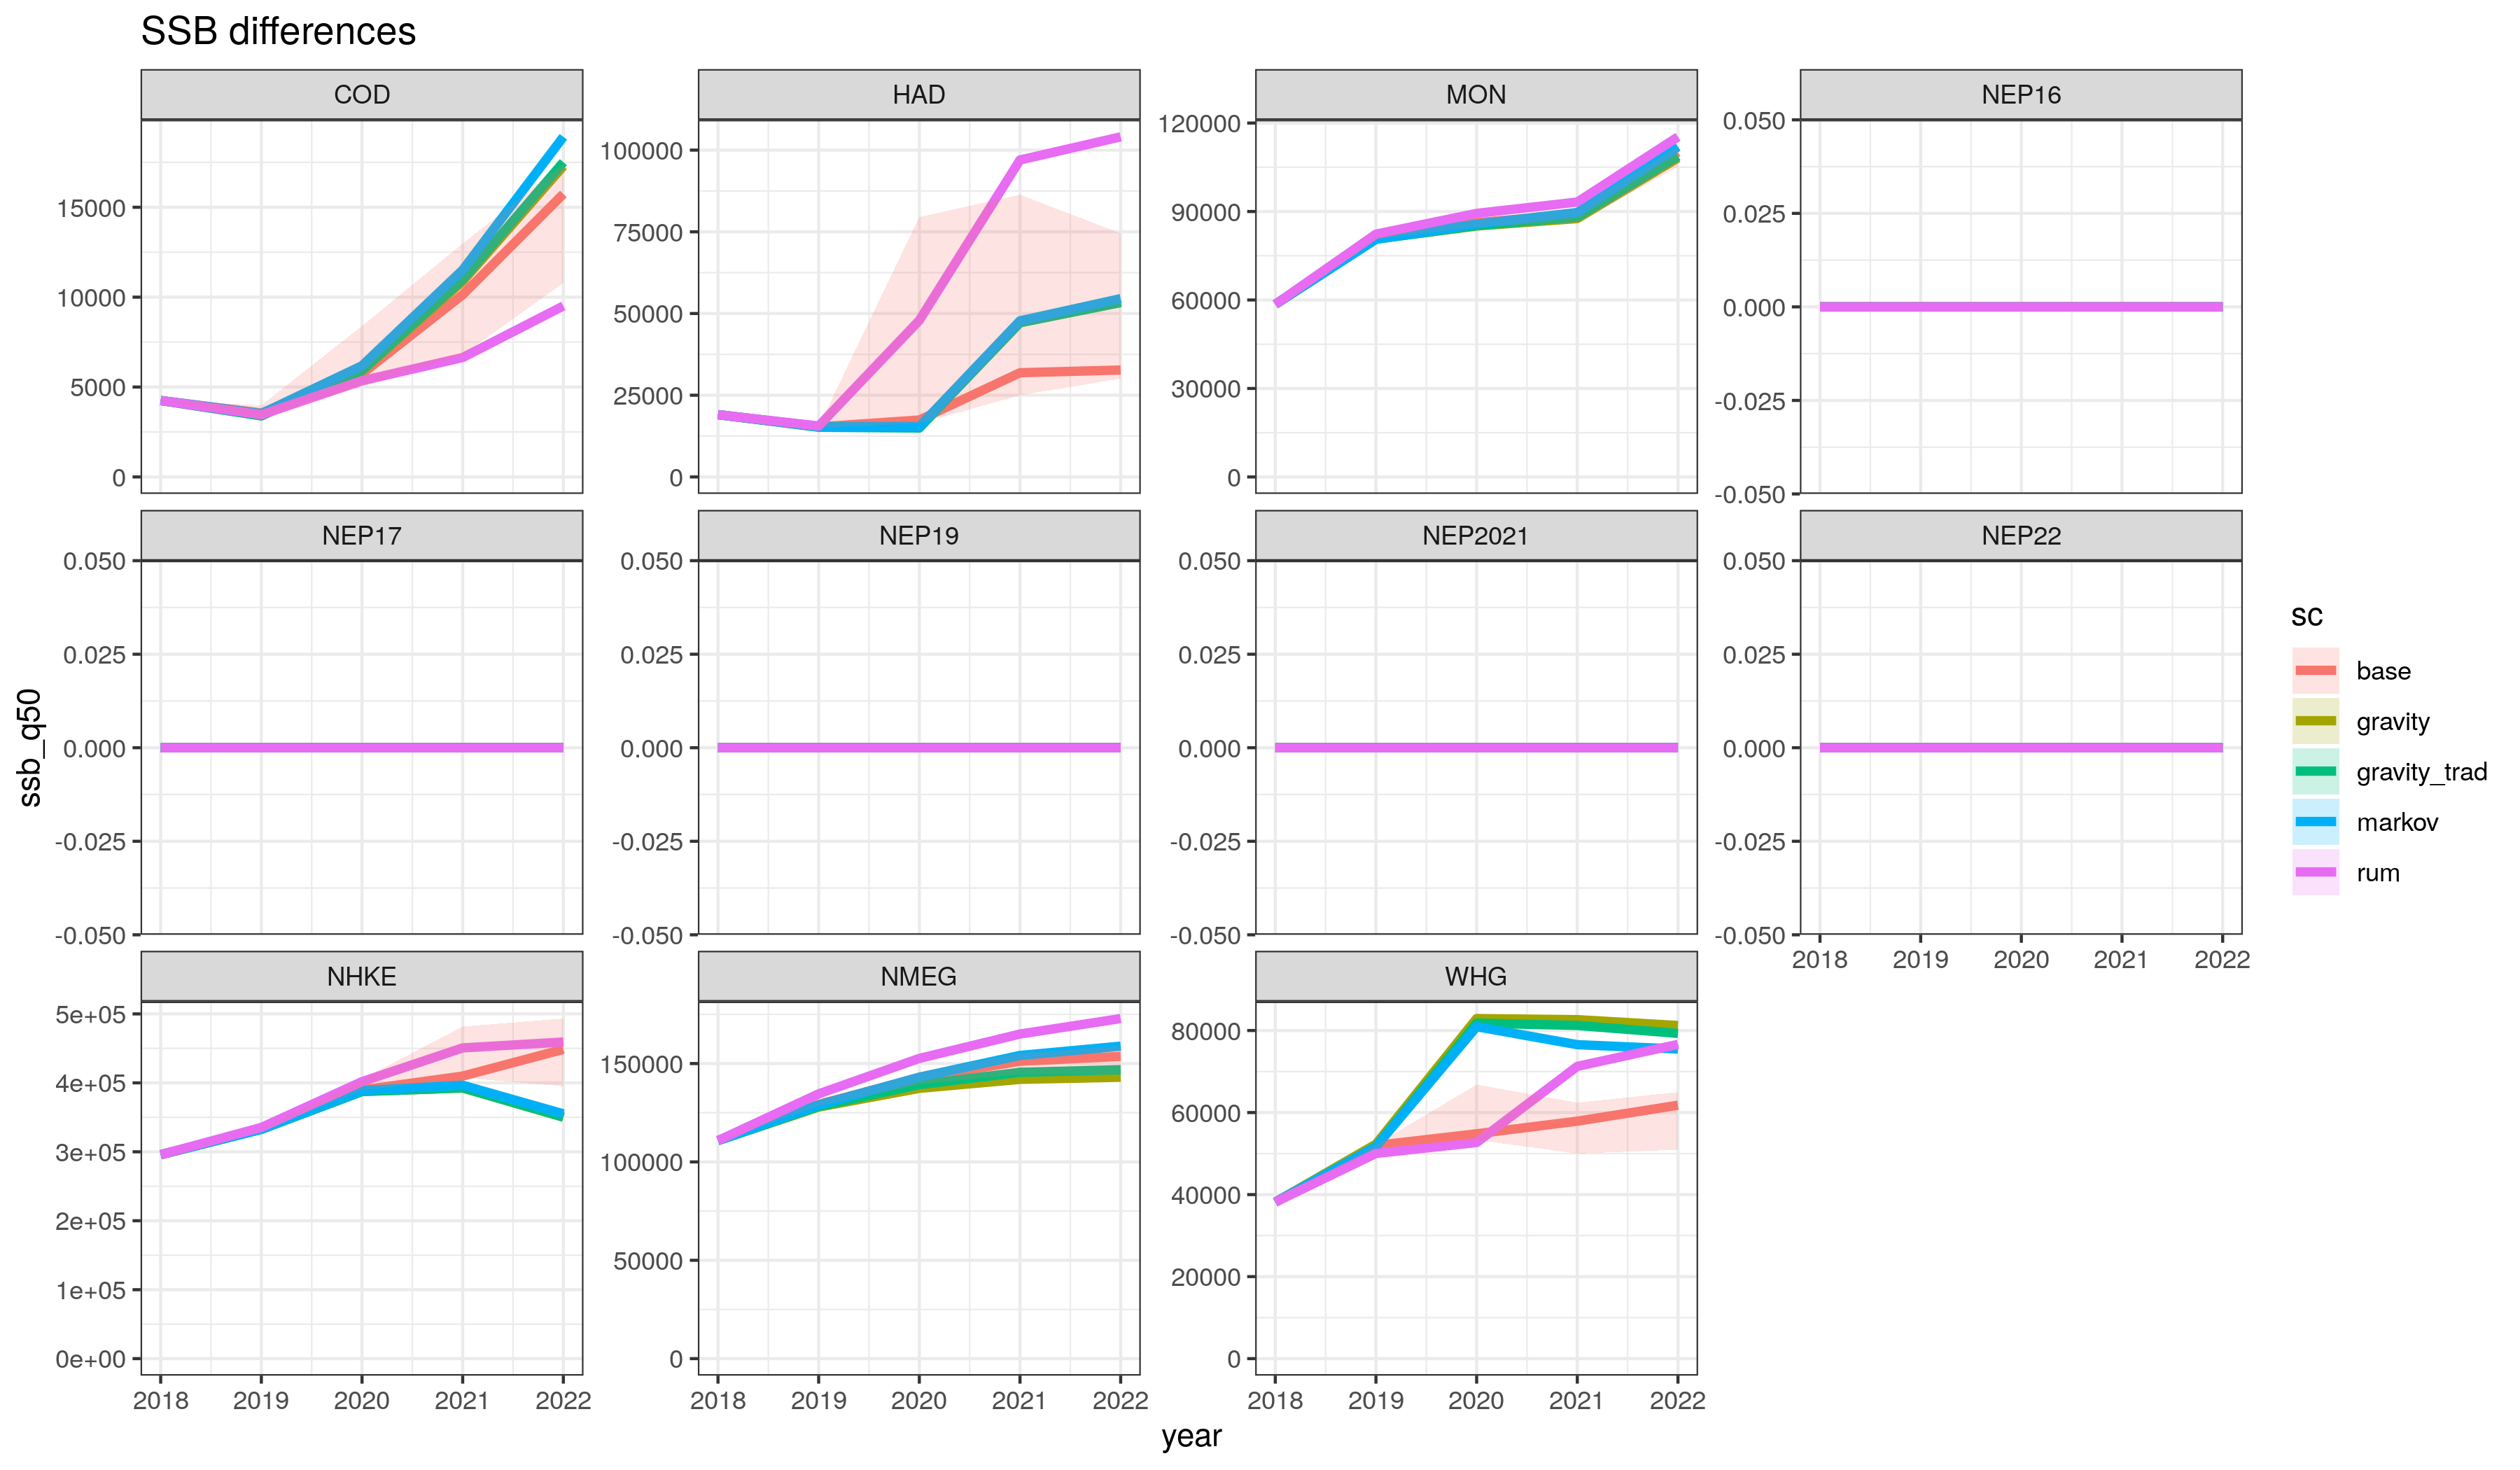 SSB differences
COD
HAD
MON
NEP16
15000
10000
5000
0
100000
75000
50000
25000
0
120000
90000
60000
30000
0
0.050
0.025
0.000
-0.025
-0.050
NEP17
NEP19
NEP2021
NEP22
0.050
0.025
0.000
-0.025
-0.050
0.050
0.025
0.000
-0.025
-0.050
0.050
0.025
0.000
-0.025
-0.050
0.050
0.025
0.000
-0.025
-0.050
2018 2019 2020 2021 2022
NHKE
NMEG
WHG
5e+05
4e+05
3e+05
2e+05
1e+05
0e+00
150000
100000
50000
0
80000
60000
40000
20000
0
2018 2019 2020 2021 2022
2018 2019 2020 2021 2022
2018 2019 2020 2021 2022
year
ssb_q50
sc
base
gravity
gravity_trad
markov
rum